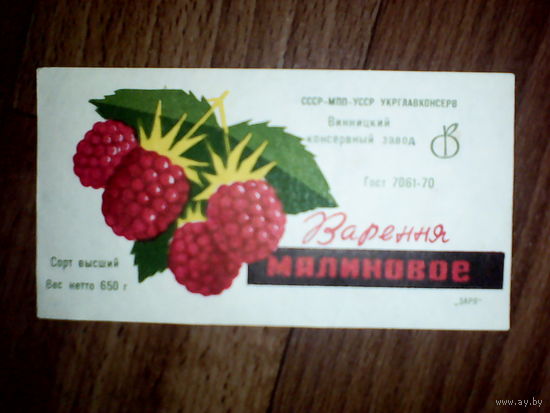 СССР-МПП-УССР УКРГЛАВКОНСЕРВ
Винницкий
консервный завод
Гост 7061-70
Варення
МАЛИНОВОЕ
Сорт высший
Вес нетто 650 г
„ЗАРЯ"
www.ay.by